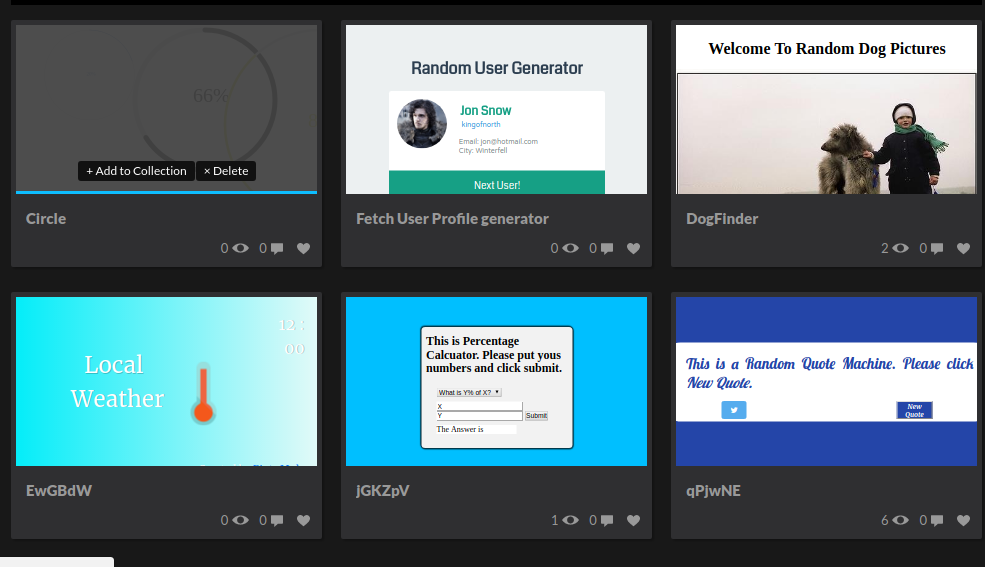 66%
+ Add to Collection × Delete
Circle
0 0
Random User Generator
Jon Snow
kingofnorth
Email: jon@hotmail.com
City: Winterfell
Next User!
Fetch User Profile generator
0 0
Welcome To Random Dog Pictures
DogFinder
2 0
Local
Weather
12 :
00
EwGBdW
0 0
This is Percentage
Calcuator. Please put yous
numbers and click submit.
What is Y% of X?
X
Y Submit
The Answer is
jGKZpV
1 0
This is a Random Quote Machine. Please click
New Quote.
New
Quote
qPjwNE
6 0